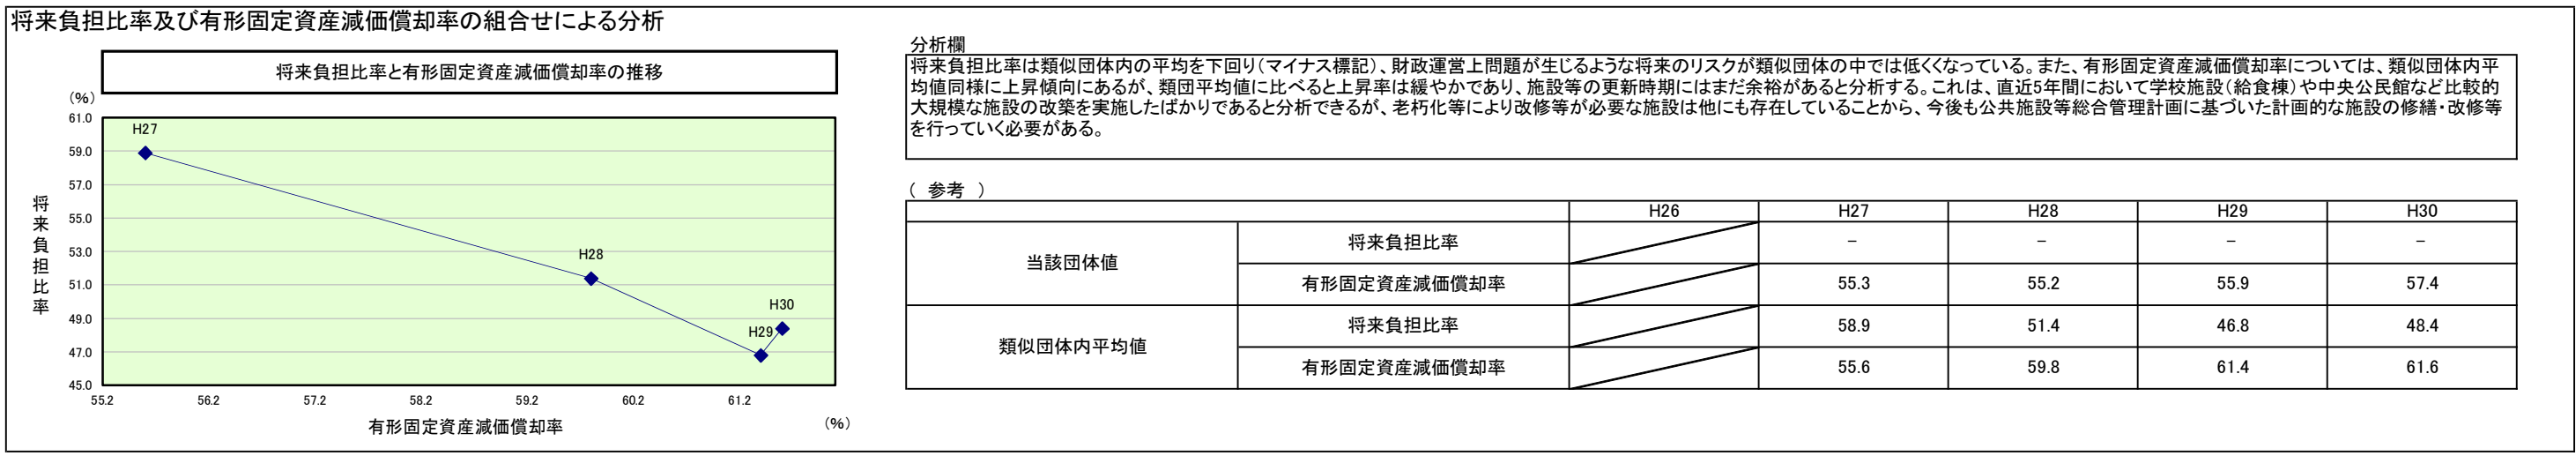 将来負担比率及び有形固定資産減価償却率の組合せによる分析
将来負担比率と有形固定資産減価償却率の推移
(%)
61.0
59.0
57.0
55.0
53.0
51.0
49.0
47.0
45.0
将来負担比率
H27
H28
H29
H30
55.2 56.2 57.2 58.2 59.2 60.2 61.2
有形固定資産減価償却率
(%)
分析欄
将来負担比率は類似団体内の平均を下回り(マイナス標記)、財政運営上問題が生じるような将来のリスクが類似団体の中では低くくなっている。また、有形固定資産減価償却率については、類似団体内平
均値同様に上昇傾向にあるが、類団平均値に比べると上昇率は緩やかであり、施設等の更新時期にはまだ余裕があると分析する。これは、直近5年間において学校施設(給食棟)や中央公民館など比較的
大規模な施設の改築を実施したばかりであると分析できるが、老朽化等により改修等が必要な施設は他にも存在していることから、今後も公共施設等総合管理計画に基づいた計画的な施設の修繕・改修等
を行っていく必要がある。
( 参考 )
H26 H27 H28 H29 H30
当該団体値
将来負担比率 - - - -
有形固定資産減価償却率 55.3 55.2 55.9 57.4
類似団体内平均値
将来負担比率 58.9 51.4 46.8 48.4
有形固定資産減価償却率 55.6 59.8 61.4 61.6